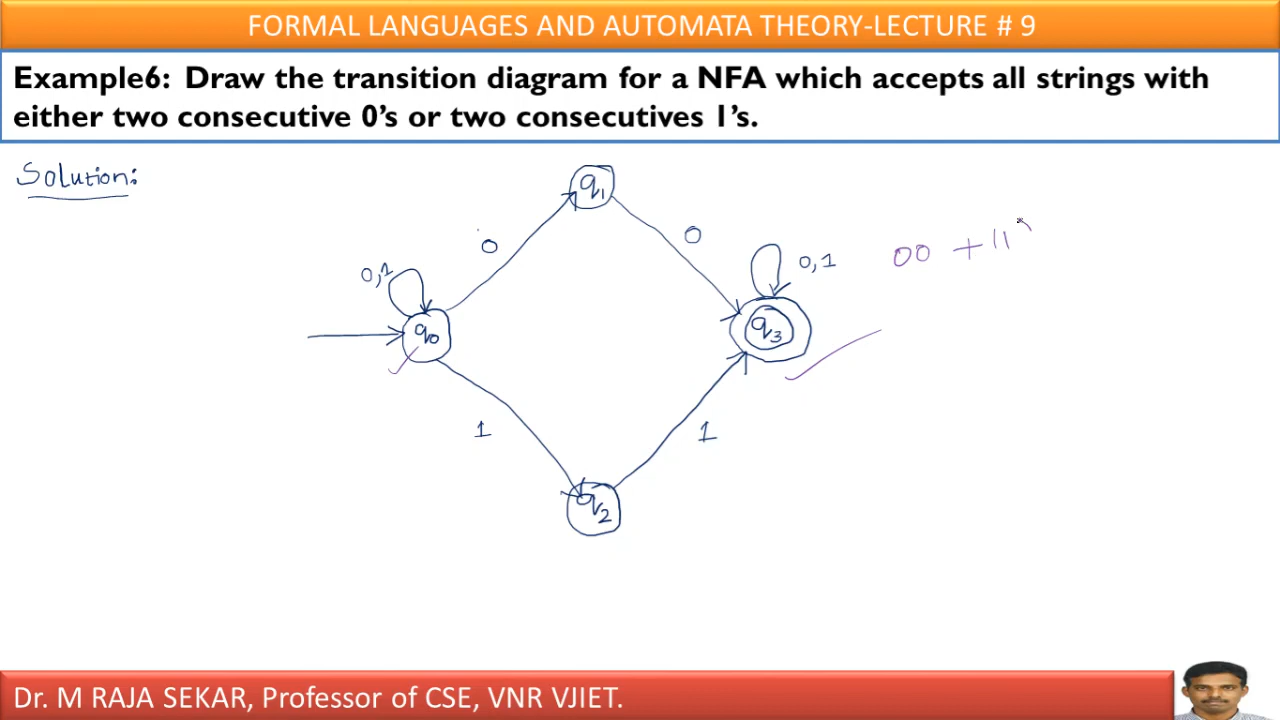 FORMAL LANGUAGES AND AUTOMATA THEORY-LECTURE # 9
Example6: Draw the transition diagram for a NFA which accepts all strings with
either two consecutive 0's or two consecutives 1's.
Solution:
q1
0
0
0,1
0,1
00 + 11
q0
q3
1
1
q2
Dr. M RAJA SEKAR, Professor of CSE, VNR VJIET.